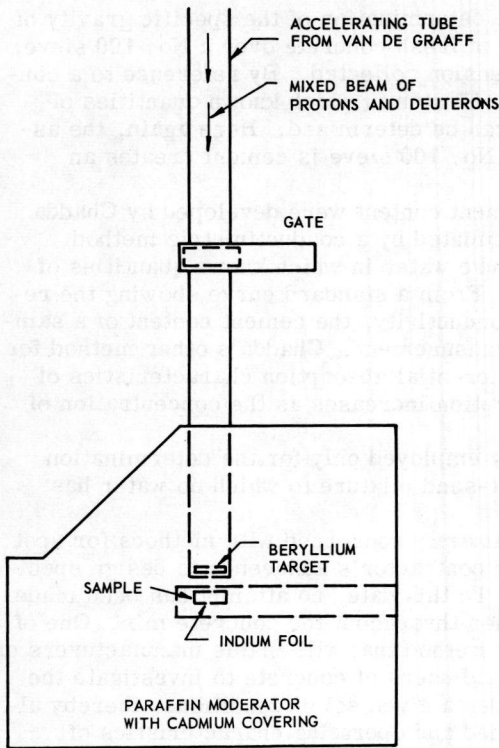 ACCELERATING TUBE
FROM VAN DE GRAAFF
MIXED BEAM OF
PROTONS AND DEUTERONS
GATE
BERYLLIUM
TARGET
SAMPLE
INDIUM FOIL
PARAFFIN MODERATOR
WITH CADMIUM COVERING